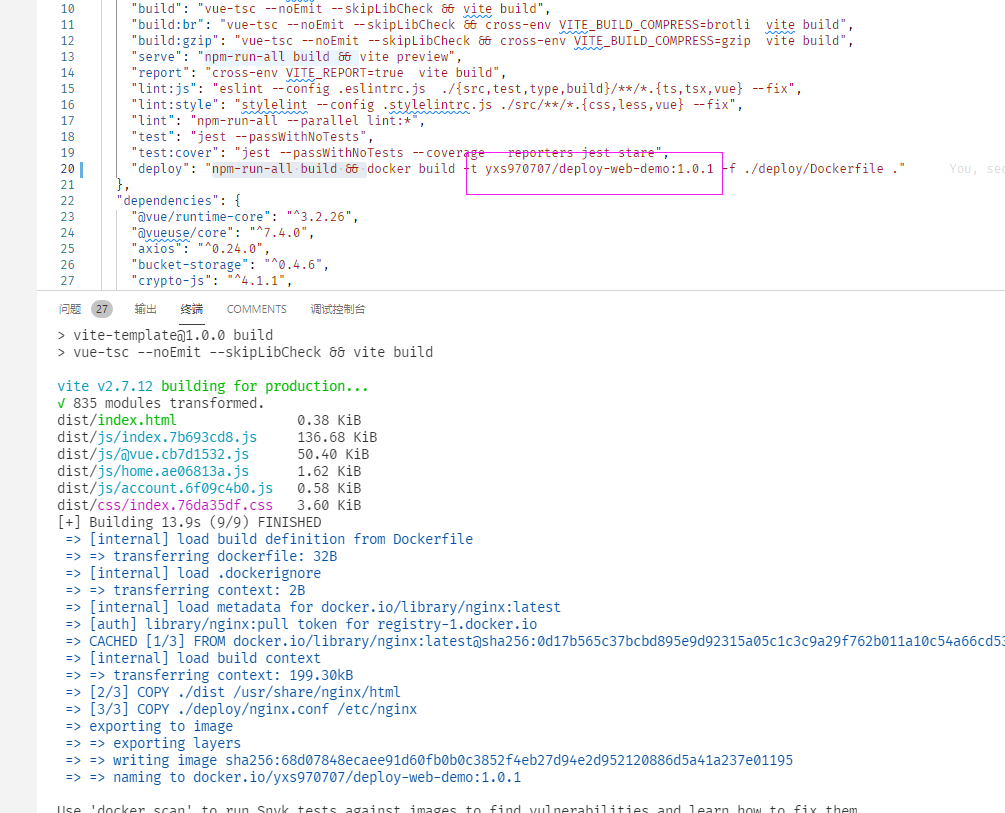 10 "build": "vue-tsc --noEmit --skipLibCheck && vite build",
11 "build:br": "vue-tsc --noEmit --skipLibCheck && cross-env VITE_BUILD_COMPRESS=brotli  vite build",
12 "build:gzip": "vue-tsc --noEmit --skipLibCheck && cross-env VITE_BUILD_COMPRESS=gzip  vite build",
13 "serve": "npm-run-all build && vite preview",
14 "report": "cross-env VITE_REPORT=true  vite build",
15 "lint:js": "eslint --config .eslintrc.js  ./{src,test,type,build}/**/*.{ts,tsx,vue} --fix",
16 "lint:style": "stylelint --config .stylelintrc.js ./src/**/*.{css,less,vue} --fix",
17 "lint": "npm-run-all --parallel lint:*",
18 "test": "jest --passWithNoTests",
19 "test:cover": "jest --passWithNoTests --coverage --reporters jest-stare",
20 "deploy": "npm-run-all build && docker build -t yxs970707/deploy-web-demo:1.0.1 -f ./deploy/Dockerfile ." You, sec
21 },
22 "dependencies": {
23 "@vue/runtime-core": "^3.2.26",
24 "@vueuse/core": "^7.4.0",
25 "axios": "^0.24.0",
26 "bucket-storage": "^0.4.6",
27 "crypto-js": "^4.1.1",
问题 27 输出 终端 COMMENTS 调试控制台
> vite-template@1.0.0 build
> vue-tsc --noEmit --skipLibCheck && vite build
vite v2.7.12 building for production...
√ 835 modules transformed.
dist/index.html 0.38 KiB
dist/js/index.7b693cd8.js 136.68 KiB
dist/js/@vue.cb7d1532.js 50.40 KiB
dist/js/home.ae06813a.js 1.62 KiB
dist/js/account.6f09c4b0.js 0.58 KiB
dist/css/index.76da35df.css 3.60 KiB
[+] Building 13.9s (9/9) FINISHED
=> [internal] load build definition from Dockerfile
=> => transferring dockerfile: 32B
=> [internal] load .dockerignore
=> => transferring context: 2B
=> [internal] load metadata for docker.io/library/nginx:latest
=> [auth] library/nginx:pull token for registry-1.docker.io
=> CACHED [1/3] FROM docker.io/library/nginx:latest@sha256:0d17b565c37bcbd895e9d92315a05c1c3c9a29f762b011a10c54a66cd53
=> [internal] load build context
=> => transferring context: 199.30kB
=> [2/3] COPY ./dist /usr/share/nginx/html
=> [3/3] COPY ./deploy/nginx.conf /etc/nginx
=> exporting to image
=> => exporting layers
=> => writing image sha256:68d07848ecaee91d60fb0b0c3852f4eb27d94e2d952120886d5a41a237e01195
=> => naming to docker.io/yxs970707/deploy-web-demo:1.0.1
Use 'docker scan' to run Snyk tests against images to find vulnerabilities and learn how to fix them